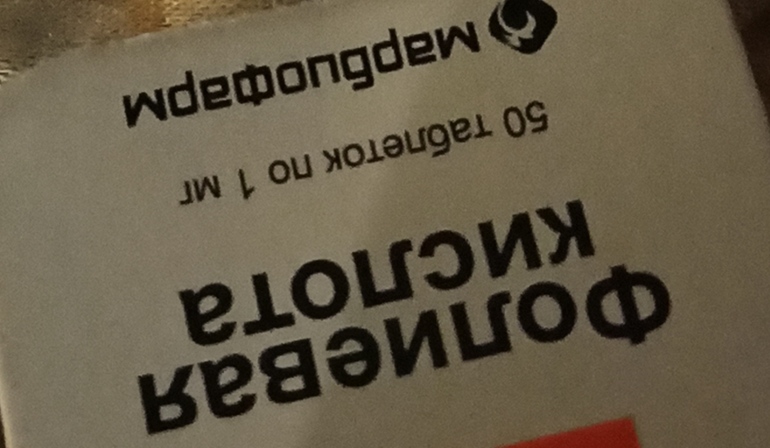 Фолиевая
кислота
50 таблеток по 1 мг
марбиофарм